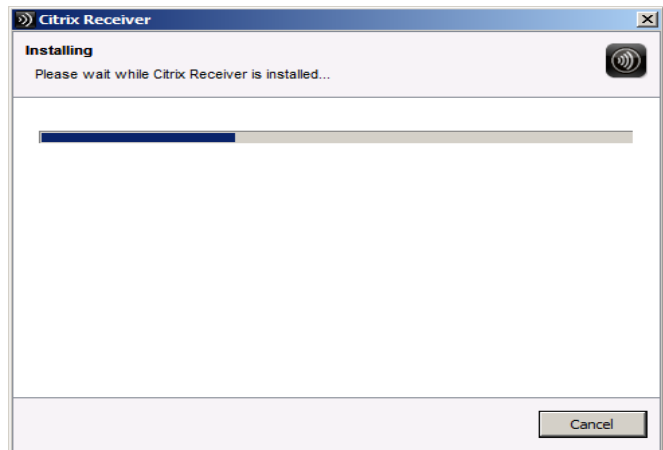 Citrix Receiver
Installing
Please wait while Citrix Receiver is installed...
Cancel